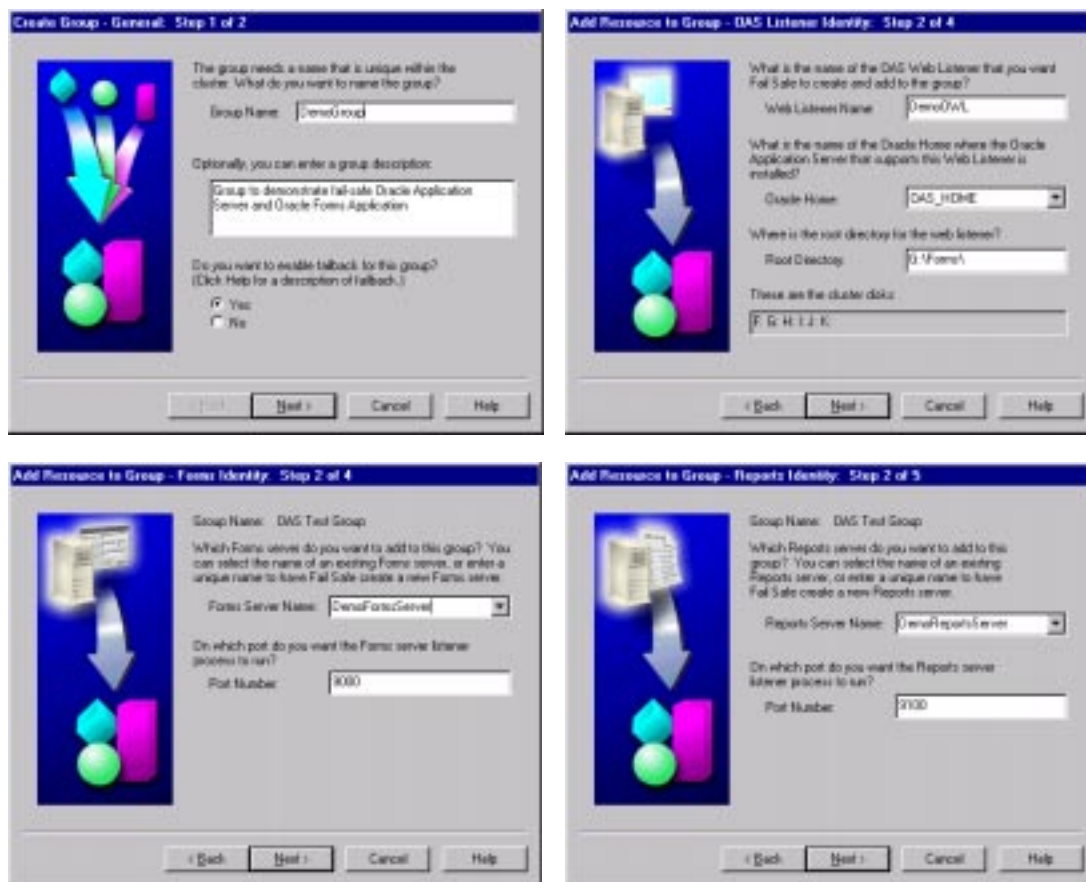 Create Group - General: Step 1 of 2
The group needs a name that is unique within the
cluster. What do you want to name the group?
Group Name: DemoGroup
Optionally, you can enter a group description:
Group to demonstrate fail-safe Oracle Application
Server and Oracle Forms Application
Do you want to enable failback for this group?
(Click Help for a description of failback.)
Yes
No
< Back Next > Cancel Help
Add Resource to Group - OAS Listener Identity: Step 2 of 4
What is the name of the OAS Web Listener that you want
Fail Safe to create and add to the group?
Web Listener Name: DemoOWL
What is the name of the Oracle Home where the Oracle
Application Server that supports this Web Listener is
installed?
Oracle Home: OAS_HOME
Where is the root directory for the web listener?
Root Directory: G:\Forms\
These are the cluster disks:
F: G: H: I: J: K:
< Back Next > Cancel Help
Add Resource to Group - Forms Identity: Step 2 of 4
Group Name: OAS Test Group
Which Forms server do you want to add to this group? You
can select the name of an existing Forms server, or enter a
unique name to have Fail Safe create a new Forms server.
Forms Server Name: DemoFormsServer
On which port do you want the Forms server listener
process to run?
Port Number: 9000
< Back Next > Cancel Help
Add Resource to Group - Reports Identity: Step 2 of 5
Group Name: OAS Test Group
Which Reports server do you want to add to this
group? You can select the name of an existing
Reports server, or enter a unique name to have
Fail Safe create a new Reports server.
Reports Server Name: DemoReportsServer
On which port do you want the Reports server
listener process to run?
Port Number: 9100
< Back Next > Cancel Help